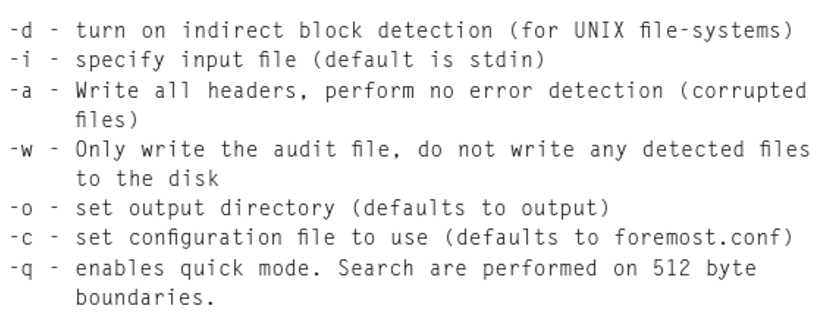 -d - turn on indirect block detection (for UNIX file-systems)
-i - specify input file (default is stdin)
-a - Write all headers, perform no error detection (corrupted
files)
-w - Only write the audit file, do not write any detected files
to the disk
-o - set output directory (defaults to output)
-c - set configuration file to use (defaults to foremost.conf)
-q - enables quick mode. Search are performed on 512 byte
boundaries.